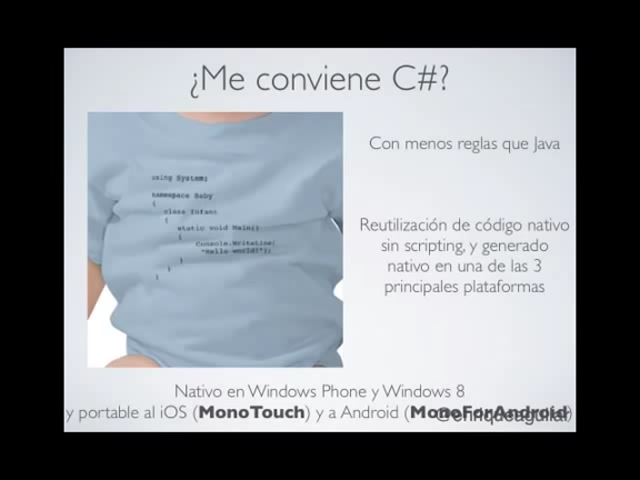 ¿Me conviene C#?
using System;
namespace Baby
{
class Infant
{
static void Main()
{
Console.WriteLine(
"Hello world!");
}
}
}
Con menos reglas que Java
Reutilización de código nativo
sin scripting, y generado
nativo en una de las 3
principales plataformas
Nativo en Windows Phone y Windows 8
y portable al iOS (MonoTouch) y a Android (MonoForAndroid)
@enriqueaguilar